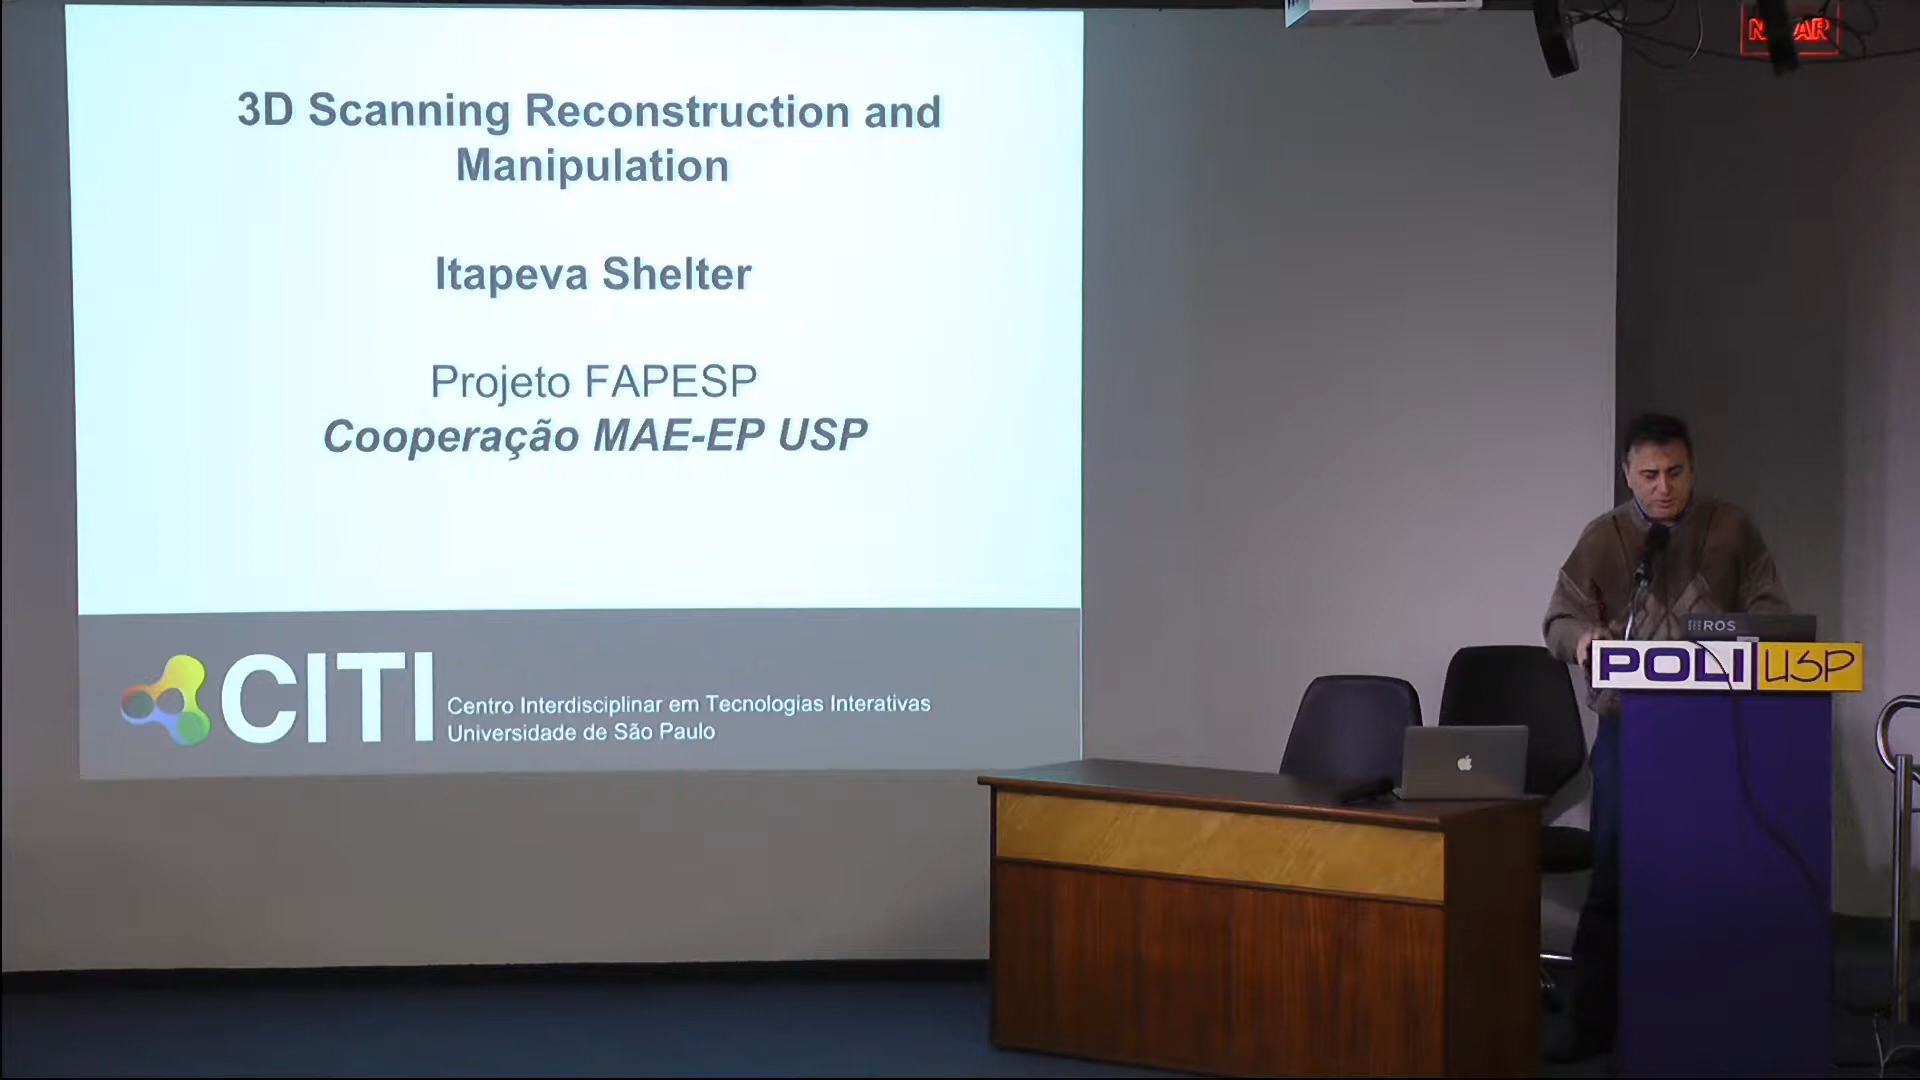 3D Scanning Reconstruction and
Manipulation
Itapeva Shelter
Projeto FAPESP
Cooperação MAE-EP USP
CITI
Centro Interdisciplinar em Tecnologias Interativas
Universidade de São Paulo
ROS
POLI USP